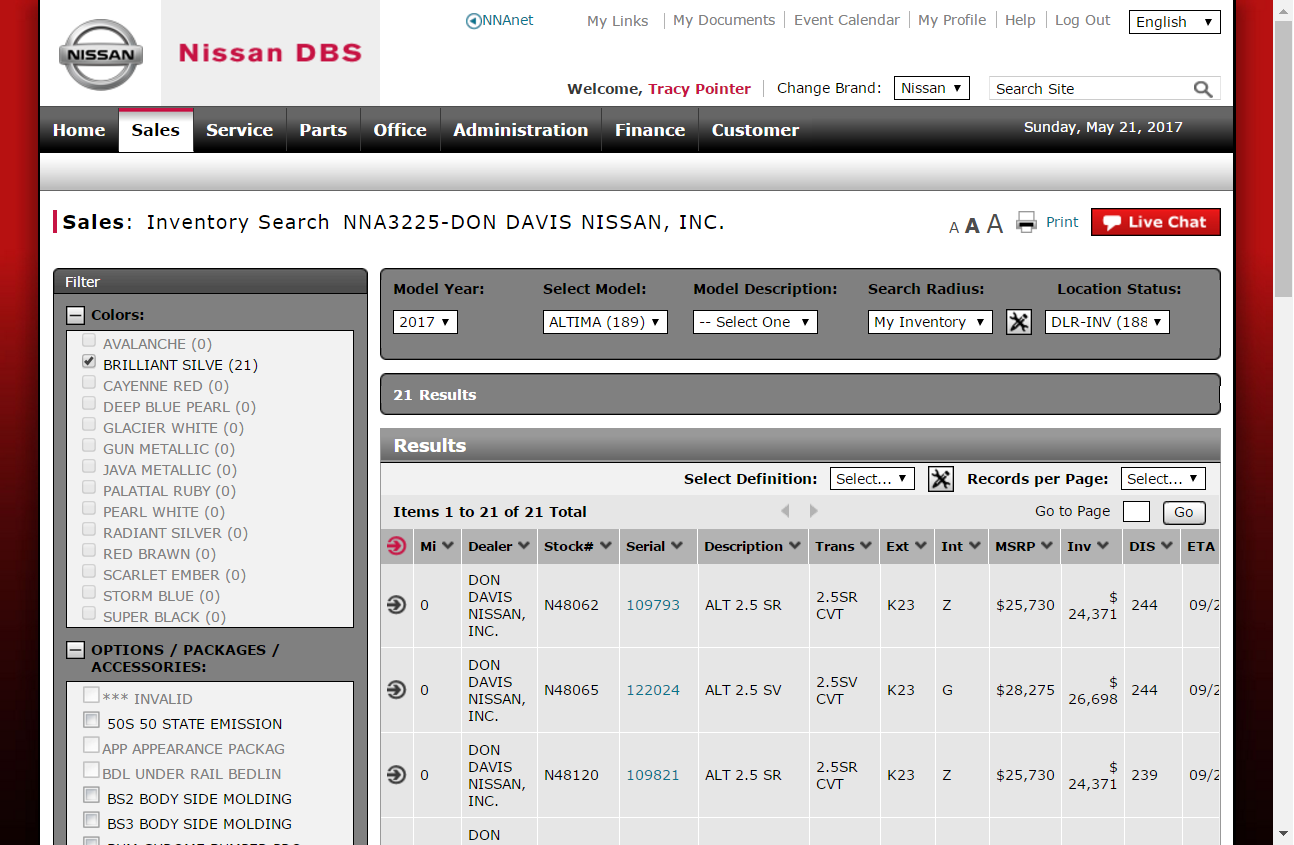 NNAnet
My Links
My Documents
Event Calendar
My Profile
Help
Log Out
English
NISSAN
Nissan DBS
Welcome, Tracy Pointer
Change Brand:
Nissan
Search Site
Home
Sales
Service
Parts
Office
Administration
Finance
Customer
Sunday, May 21, 2017
Sales: Inventory Search NNA3225-DON DAVIS NISSAN, INC.
A A A
Print
Live Chat
Filter
Colors:
AVALANCHE (0)
BRILLIANT SILVE (21)
CAYENNE RED (0)
DEEP BLUE PEARL (0)
GLACIER WHITE (0)
GUN METALLIC (0)
JAVA METALLIC (0)
PALATIAL RUBY (0)
PEARL WHITE (0)
RADIANT SILVER (0)
RED BRAWN (0)
SCARLET EMBER (0)
STORM BLUE (0)
SUPER BLACK (0)
OPTIONS / PACKAGES /
ACCESSORIES:
*** INVALID
50S 50 STATE EMISSION
APP APPEARANCE PACKAG
BDL UNDER RAIL BEDLIN
BS2 BODY SIDE MOLDING
BS3 BODY SIDE MOLDING
Model Year:
Select Model:
Model Description:
Search Radius:
Location Status:
2017
ALTIMA (189)
-- Select One
My Inventory
DLR-INV (188
21 Results
Results
Select Definition:
Select...
Records per Page:
Select...
Items 1 to 21 of 21 Total
Go to Page
Go
Mi
Dealer
Stock#
Serial
Description
Trans
Ext
Int
MSRP
Inv
DIS
ETA
0
DON
DAVIS
NISSAN,
INC.
N48062
109793
ALT 2.5 SR
2.5SR
CVT
K23
Z
$25,730
$
24,371
244
09/2
0
DON
DAVIS
NISSAN,
INC.
N48065
122024
ALT 2.5 SV
2.5SV
CVT
K23
G
$28,275
$
26,698
244
09/2
0
DON
DAVIS
NISSAN,
INC.
N48120
109821
ALT 2.5 SR
2.5SR
CVT
K23
Z
$25,730
$
24,371
239
09/2
DON